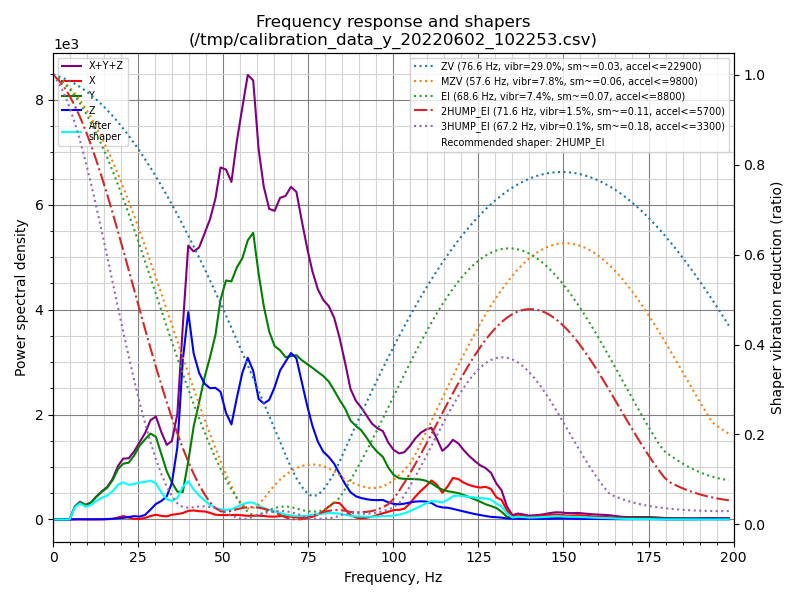 Frequency response and shapers
(/tmp/calibration_data_y_20220602_102253.csv)
1e3
X+Y+Z
X
Y
Z
After
shaper
ZV (76.6 Hz, vibr=29.0%, sm~=0.03, accel<=22900)
MZV (57.6 Hz, vibr=7.8%, sm~=0.06, accel<=9800)
EI (68.6 Hz, vibr=7.4%, sm~=0.07, accel<=8800)
2HUMP_EI (71.6 Hz, vibr=1.5%, sm~=0.11, accel<=5700)
3HUMP_EI (67.2 Hz, vibr=0.1%, sm~=0.18, accel<=3300)
Recommended shaper: 2HUMP_EI
Power spectral density
8
6
4
2
0
1.0
0.8
0.6
0.4
0.2
0.0
Shaper vibration reduction (ratio)
0 25 50 75 100 125 150 175 200
Frequency, Hz